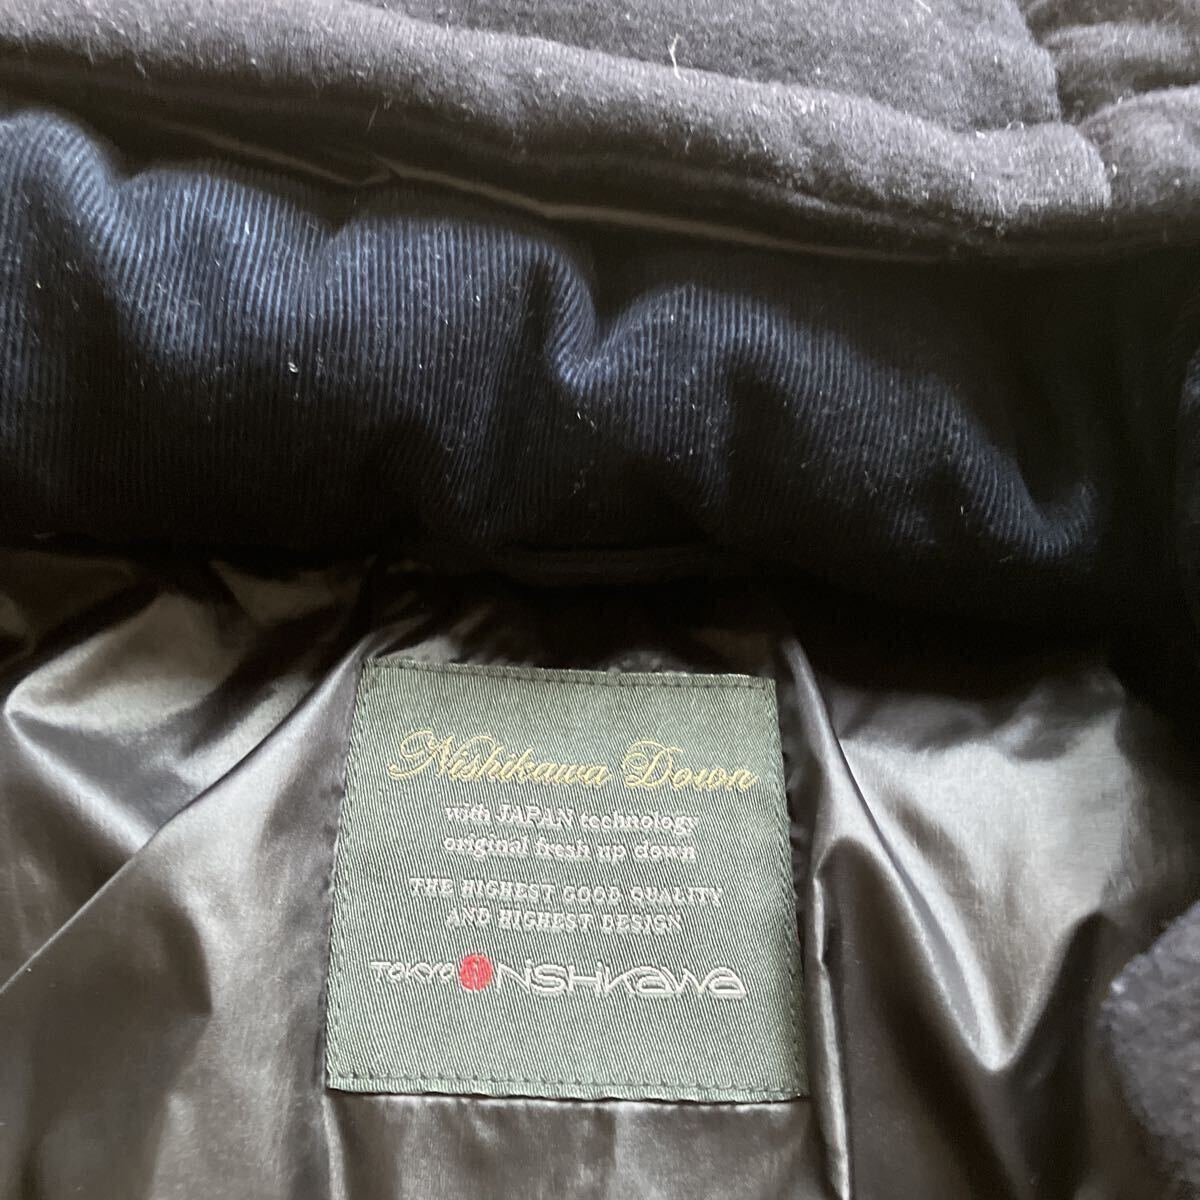 Nishikawa Down
with JAPAN technology
original fresh up down
THE HIGHEST GOOD QUALITY
AND HIGHEST DESIGN
TOKYO NiSHiKaWa